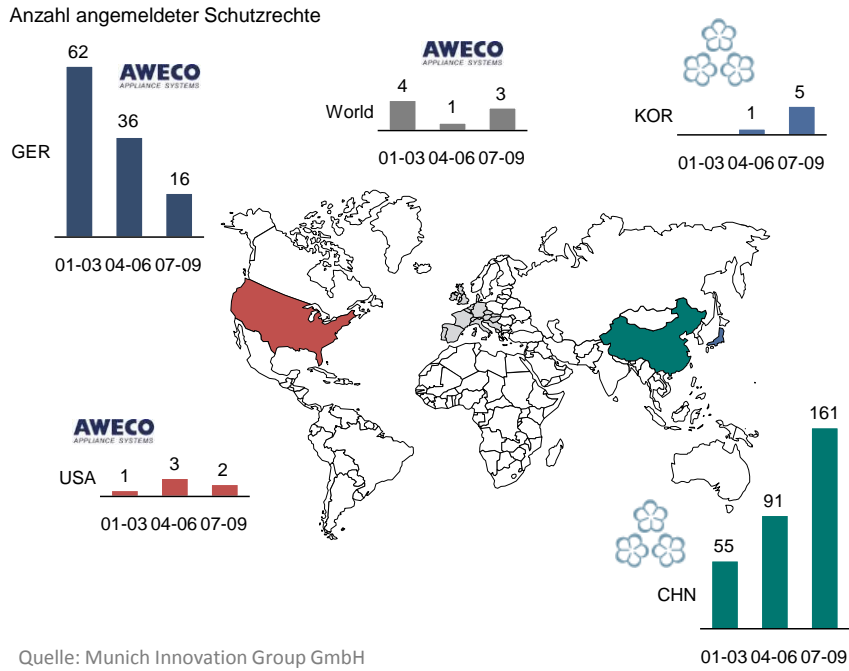 Anzahl angemeldeter Schutzrechte
62
36
16
GER
01-03 04-06 07-09
AWECO
APPLIANCE SYSTEMS
AWECO
APPLIANCE SYSTEMS
World
4
1
3
01-03 04-06 07-09
KOR
1
5
01-03 04-06 07-09
AWECO
APPLIANCE SYSTEMS
USA
1
3
2
01-03 04-06 07-09
CHN
55
91
161
01-03 04-06 07-09
Quelle: Munich Innovation Group GmbH